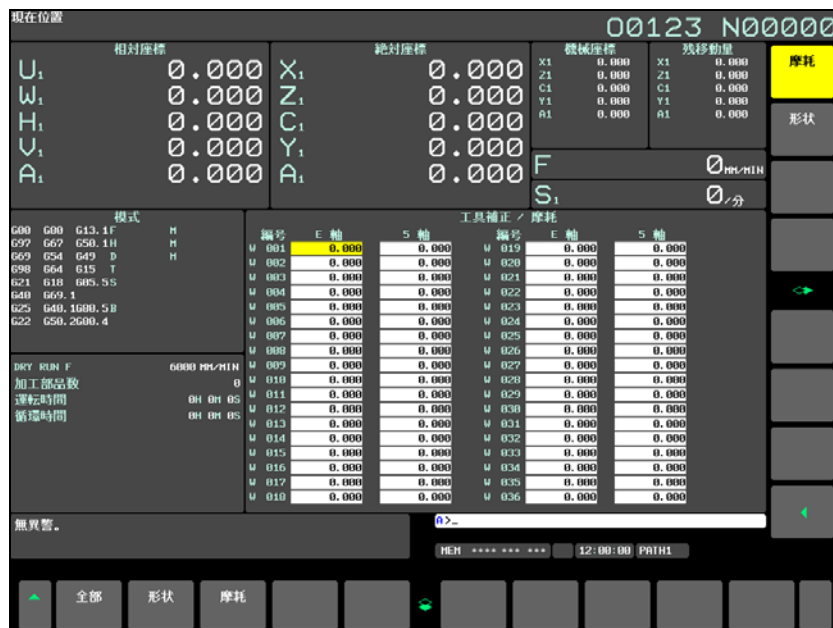 現在位置
O0123 N00000
相対座標
U1 0.000
W1 0.000
H1 0.000
V1 0.000
A1 0.000
絶対座標
X1 0.000
Z1 0.000
C1 0.000
Y1 0.000
A1 0.000
機械座標
X1 0.000
Z1 0.000
C1 0.000
Y1 0.000
A1 0.000
残移動量
X1 0.000
Z1 0.000
C1 0.000
Y1 0.000
A1 0.000
F 0MM/MIN
S1 0/分
模式
G00 G80 G13.1F M
G97 G67 G50.1H M
G69 G54 G49 D M
G98 G64 G15 T
G21 G18 G05.5S
G40 G69.1
G25 G40.1G80.5B
G22 G50.2G80.4
DRY RUN F 6000 MM/MIN
加工部品数 0
運転時間 0H 0M 0S
循環時間 0H 0M 0S
工具補正 / 摩耗
編号 E 軸 S 軸 編号 E 軸 S 軸
W 001 0.000 0.000 W 019 0.000 0.000
W 002 0.000 0.000 W 020 0.000 0.000
W 003 0.000 0.000 W 021 0.000 0.000
W 004 0.000 0.000 W 022 0.000 0.000
W 005 0.000 0.000 W 023 0.000 0.000
W 006 0.000 0.000 W 024 0.000 0.000
W 007 0.000 0.000 W 025 0.000 0.000
W 008 0.000 0.000 W 026 0.000 0.000
W 009 0.000 0.000 W 027 0.000 0.000
W 010 0.000 0.000 W 028 0.000 0.000
W 011 0.000 0.000 W 029 0.000 0.000
W 012 0.000 0.000 W 030 0.000 0.000
W 013 0.000 0.000 W 031 0.000 0.000
W 014 0.000 0.000 W 032 0.000 0.000
W 015 0.000 0.000 W 033 0.000 0.000
W 016 0.000 0.000 W 034 0.000 0.000
W 017 0.000 0.000 W 035 0.000 0.000
W 018 0.000 0.000 W 036 0.000 0.000
摩耗
形状
無異警。
A>_
MEM **** *** *** 12:00:00 PATH1
全部 形状 摩耗